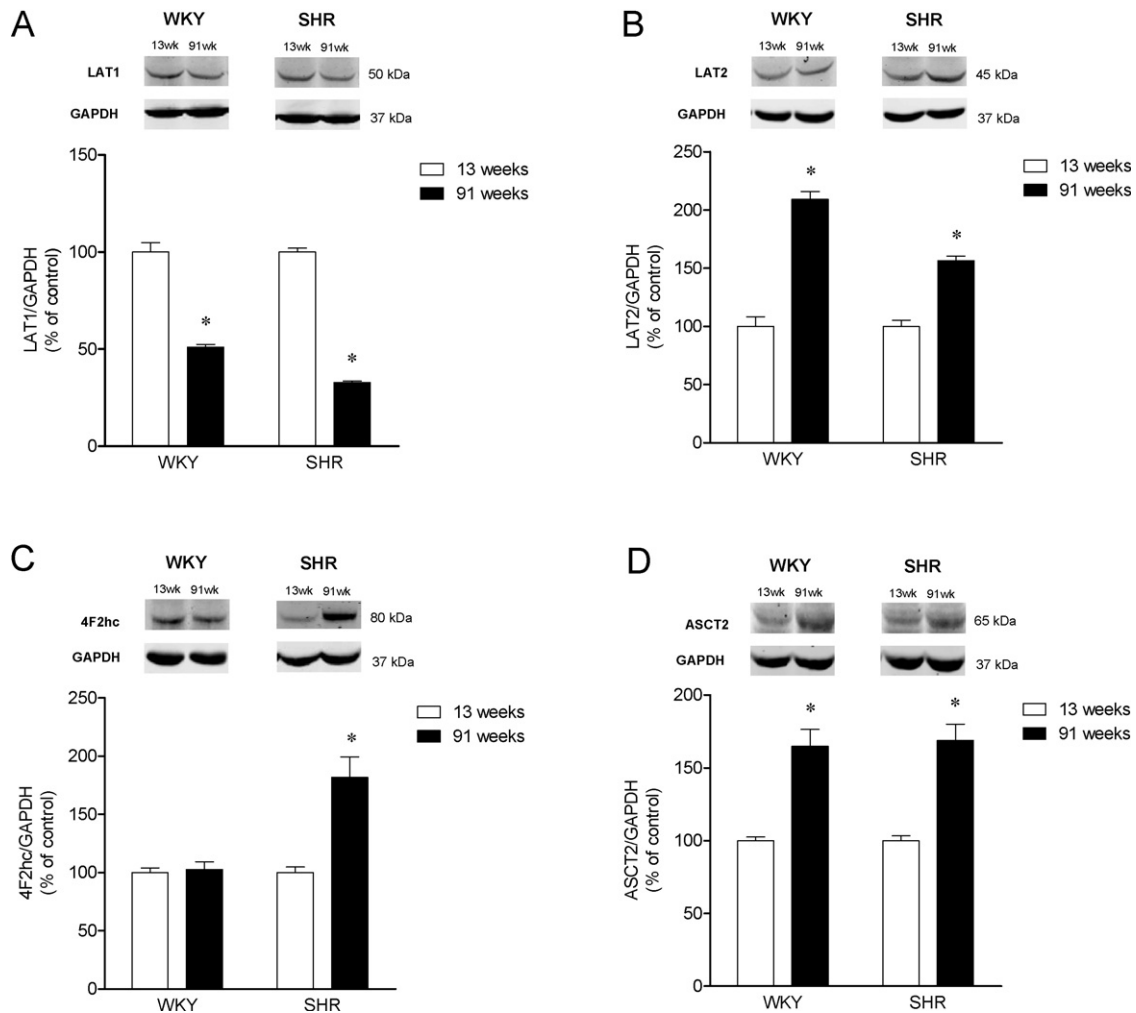 A
WKY SHR
13wk 91wk 13wk 91wk
LAT1 50 kDa
GAPDH 37 kDa
150
100
50
0
LAT1/GAPDH
(% of control)
13 weeks
91 weeks
*
*
WKY SHR
B
WKY SHR
13wk 91wk 13wk 91wk
LAT2 45 kDa
GAPDH 37 kDa
250
200
150
100
50
0
LAT2/GAPDH
(% of control)
13 weeks
91 weeks
*
*
WKY SHR
C
WKY SHR
13wk 91wk 13wk 91wk
4F2hc 80 kDa
GAPDH 37 kDa
250
200
150
100
50
0
4F2hc/GAPDH
(% of control)
13 weeks
91 weeks
*
WKY SHR
D
WKY SHR
13wk 91wk 13wk 91wk
ASCT2 65 kDa
GAPDH 37 kDa
200
150
100
50
0
ASCT2/GAPDH
(% of control)
13 weeks
91 weeks
*
*
WKY SHR